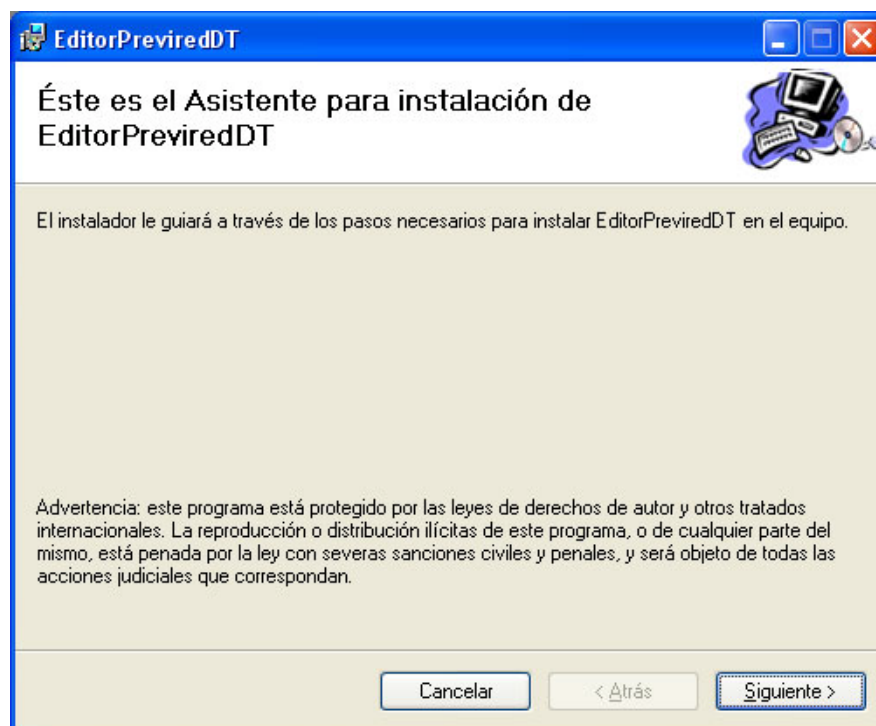 EditorPreviredDT
Éste es el Asistente para instalación de
EditorPreviredDT
El instalador le guiará a través de los pasos necesarios para instalar EditorPreviredDT en el equipo.
Advertencia: este programa está protegido por las leyes de derechos de autor y otros tratados
internacionales. La reproducción o distribución ilícitas de este programa, o de cualquier parte del
mismo, está penada por la ley con severas sanciones civiles y penales, y será objeto de todas las
acciones judiciales que correspondan.
Cancelar
< Atrás
Siguiente >